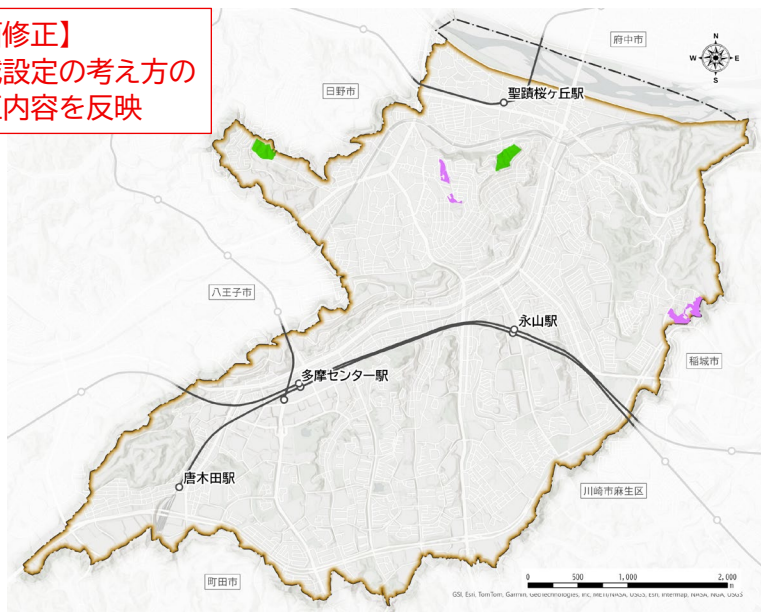 修正】
設定の考え方の
内容を反映
府中市
N
W
E
S
日野市
聖蹟桜ヶ丘駅
八王子市
永山駅
稲城市
多摩センター駅
唐木田駅
川崎市麻生区
町田市
0 500 1,000 2,000
m
GSI, Esri, TomTom, Garmin, GeoTechnologies, Inc, METI/NASA, USGS, Esri, Intermap, NASA, NGA, USGS